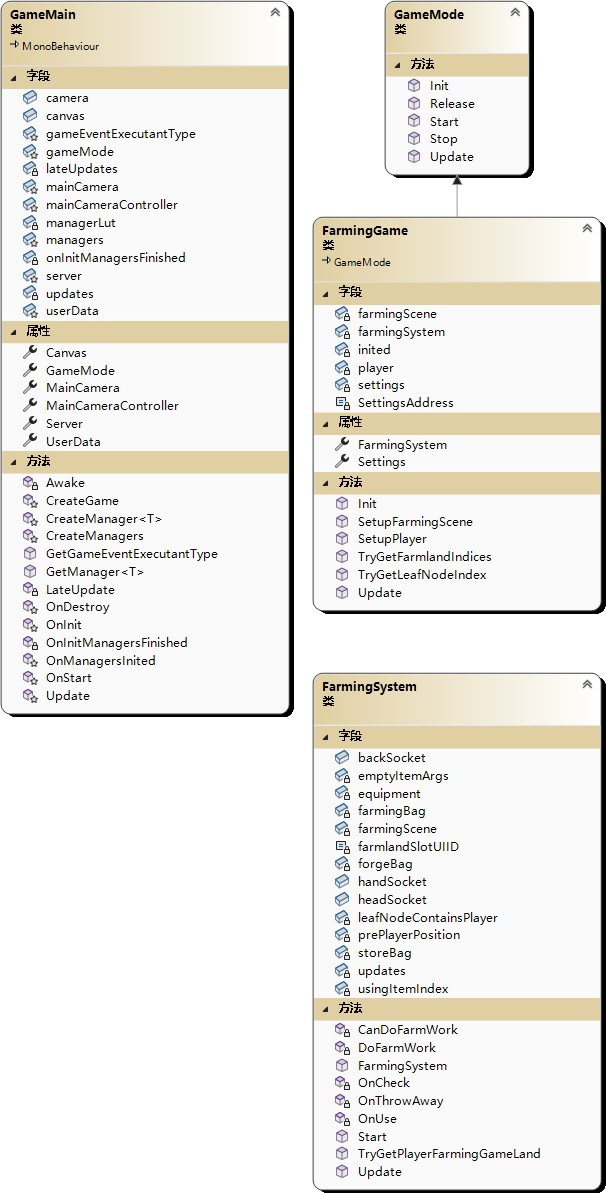 GameMain
类
MonoBehaviour
字段
camera
canvas
gameEventExecutantType
gameMode
lateUpdates
mainCamera
mainCameraController
managerLut
managers
onInitManagersFinished
server
updates
userData
属性
Canvas
GameMode
MainCamera
MainCameraController
Server
UserData
方法
Awake
CreateGame
CreateManager<T>
CreateManagers
GetGameEventExecutantType
GetManager<T>
LateUpdate
OnDestroy
OnInit
OnInitManagersFinished
OnManagersInited
OnStart
Update
GameMode
类
方法
Init
Release
Start
Stop
Update
FarmingGame
类
GameMode
字段
farmingScene
farmingSystem
inited
player
settings
SettingsAddress
属性
FarmingSystem
Settings
方法
Init
SetupFarmingScene
SetupPlayer
TryGetFarmlandIndices
TryGetLeafNodeIndex
Update
FarmingSystem
类
字段
backSocket
emptyItemArgs
equipment
farmingBag
farmingScene
farmlandSlotUIID
forgeBag
handSocket
headSocket
leafNodeContainsPlayer
prePlayerPosition
storeBag
updates
usingItemIndex
方法
CanDoFarmWork
DoFarmWork
FarmingSystem
OnCheck
OnThrowAway
OnUse
Start
TryGetPlayerFarmingGameLand
Update